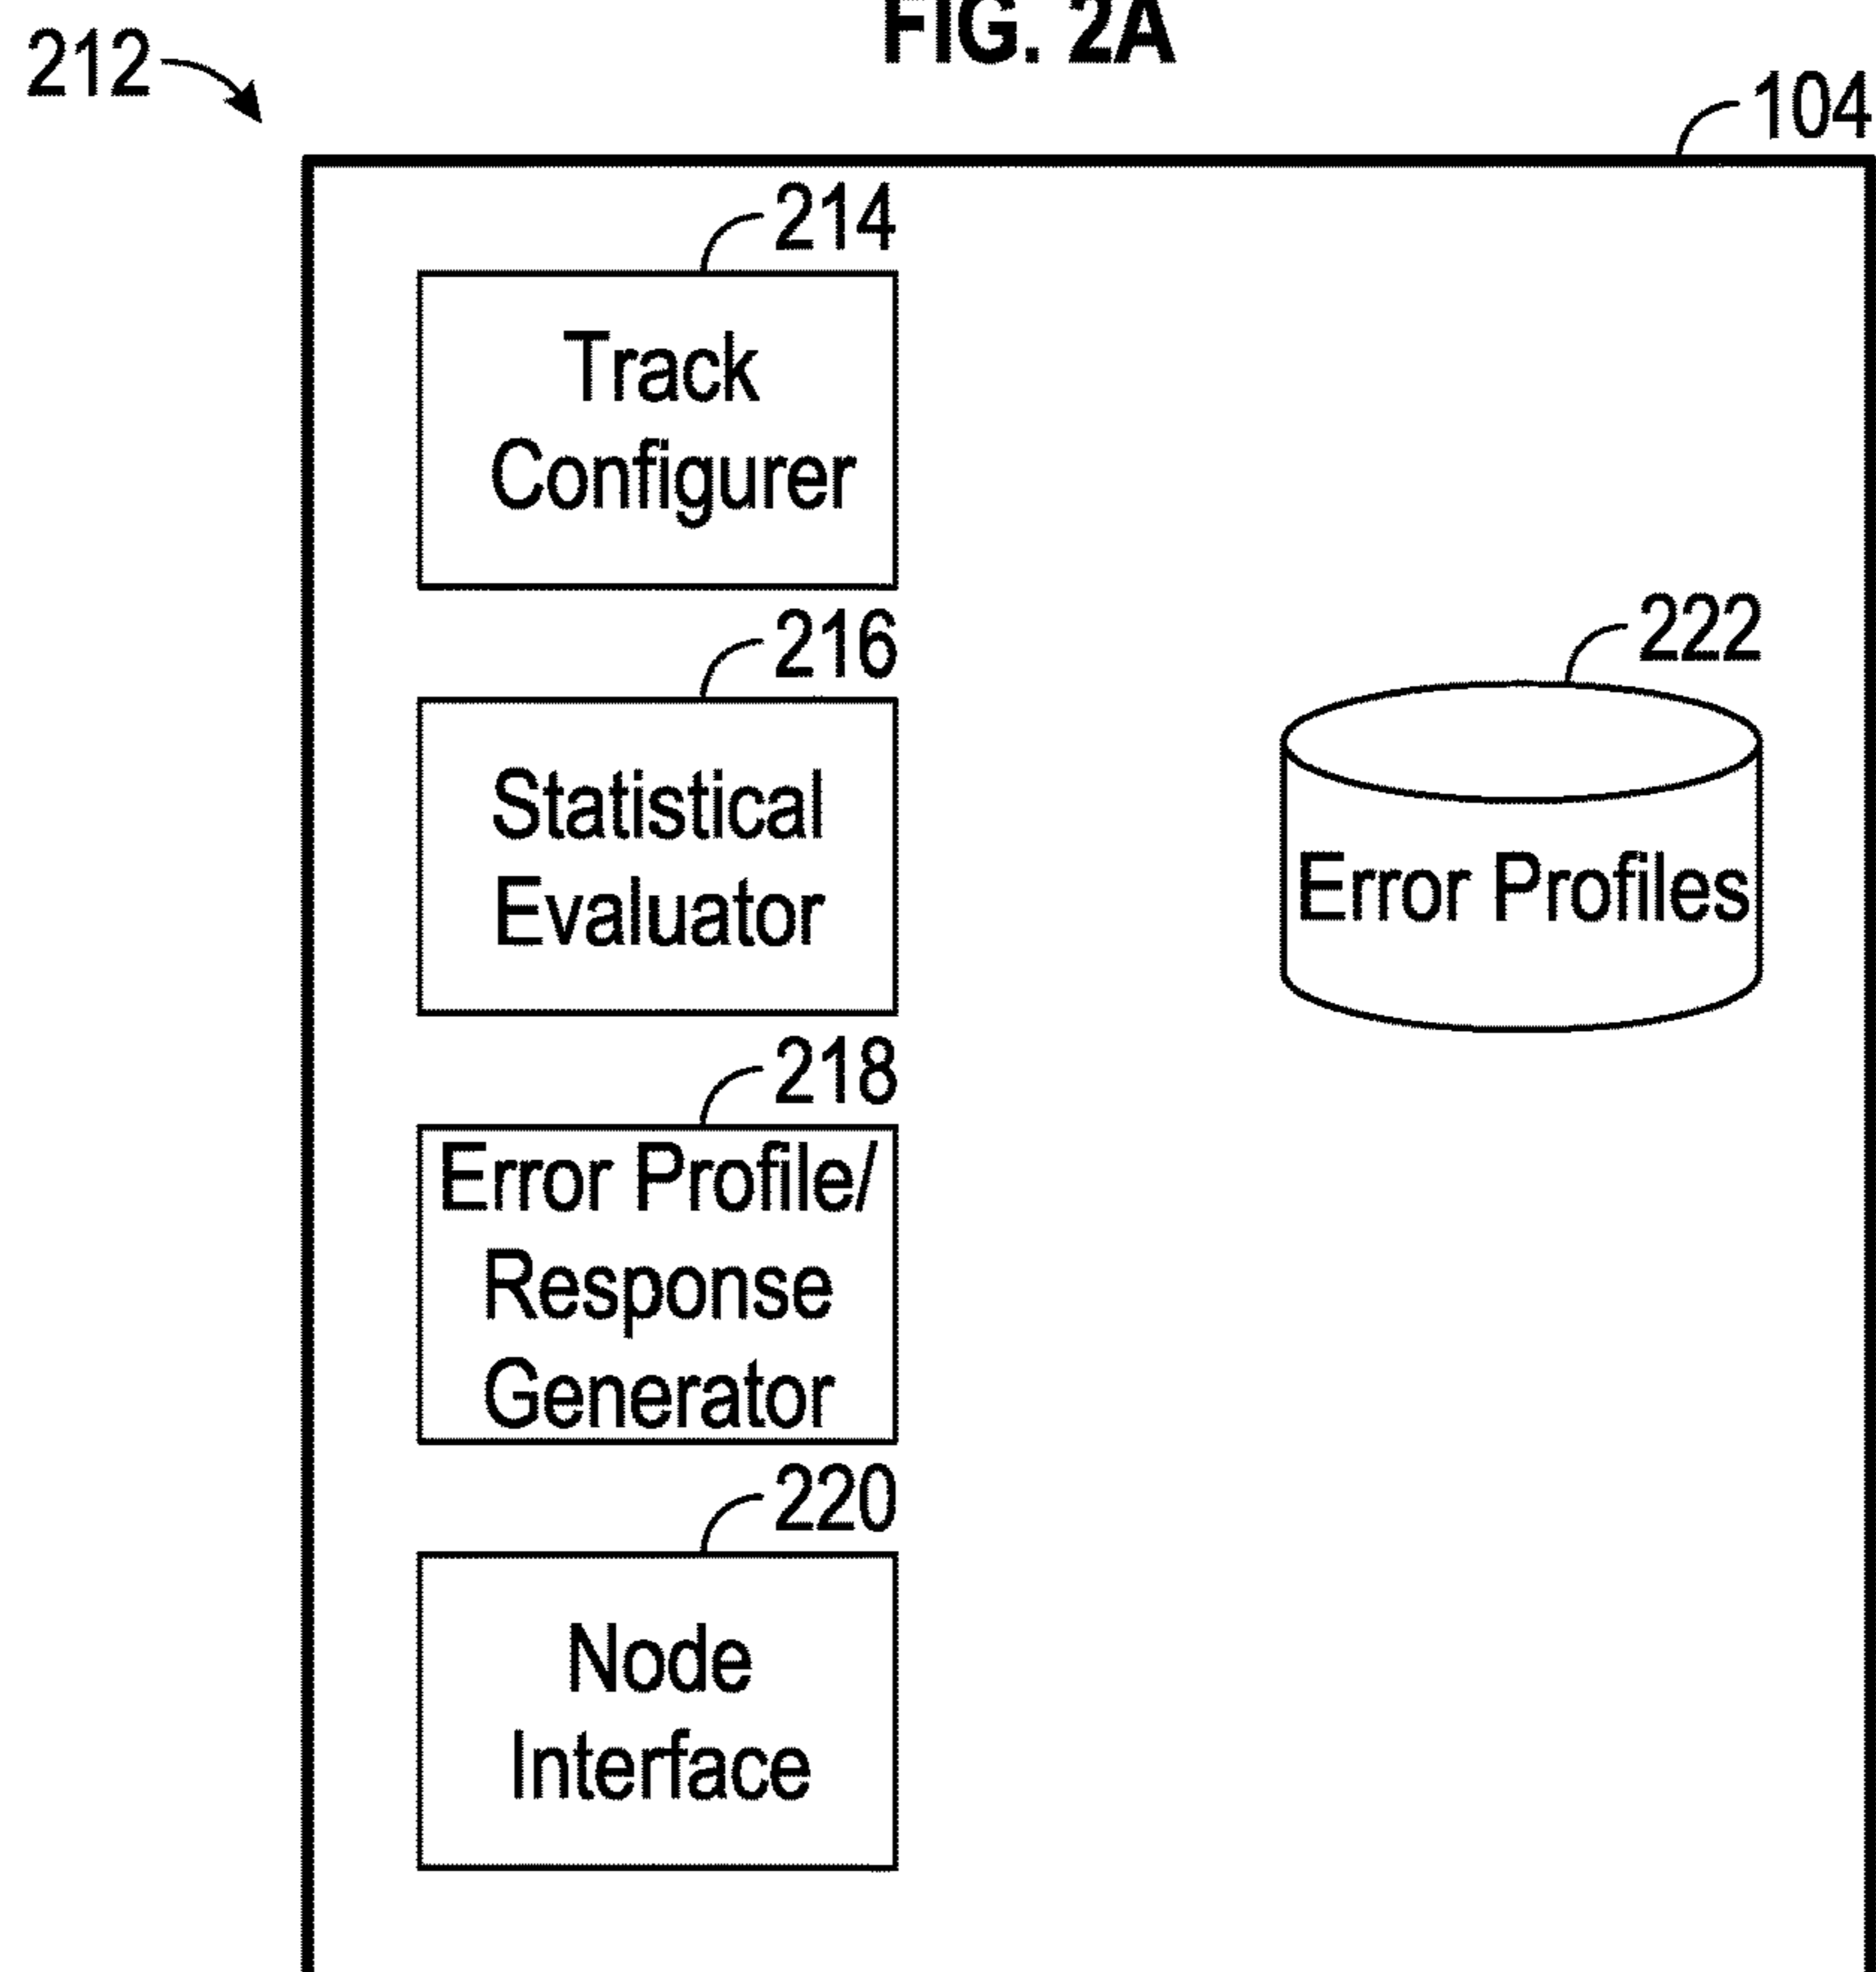 FIG. 2A
212
104
214
Track
Configurer
216
Statistical
Evaluator
222
Error Profiles
218
Error Profile/
Response
Generator
220
Node
Interface